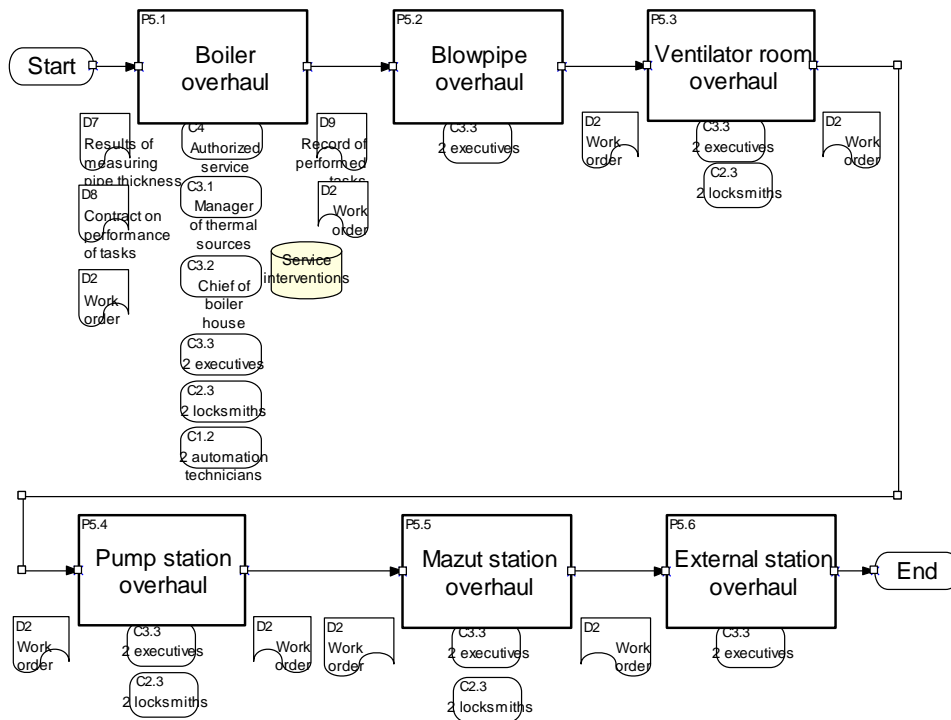 Start
P5.1
Boiler
overhaul
P5.2
Blowpipe
overhaul
P5.3
Ventilator room
overhaul
D7
Results of
measuring
pipe thickness
D8
Contract on
performance
of tasks
D2
Work
order
C4
Authorized
service
C3.1
Manager
of thermal
sources
C3.2
Chief of
boiler
house
C3.3
2 executives
C2.3
2 locksmiths
C1.2
2 automation
technicians
D9
Record of
performed
tasks
D2
Work
order
Service
interventions
C3.3
2 executives
D2
Work
order
C3.3
2 executives
C2.3
2 locksmiths
D2
Work
order
P5.4
Pump station
overhaul
P5.5
Mazut station
overhaul
P5.6
External station
overhaul
End
D2
Work
order
C3.3
2 executives
C2.3
2 locksmiths
D2
Work
order
D2
Work
order
C3.3
2 executives
C2.3
2 locksmiths
D2
Work
order
C3.3
2 executives